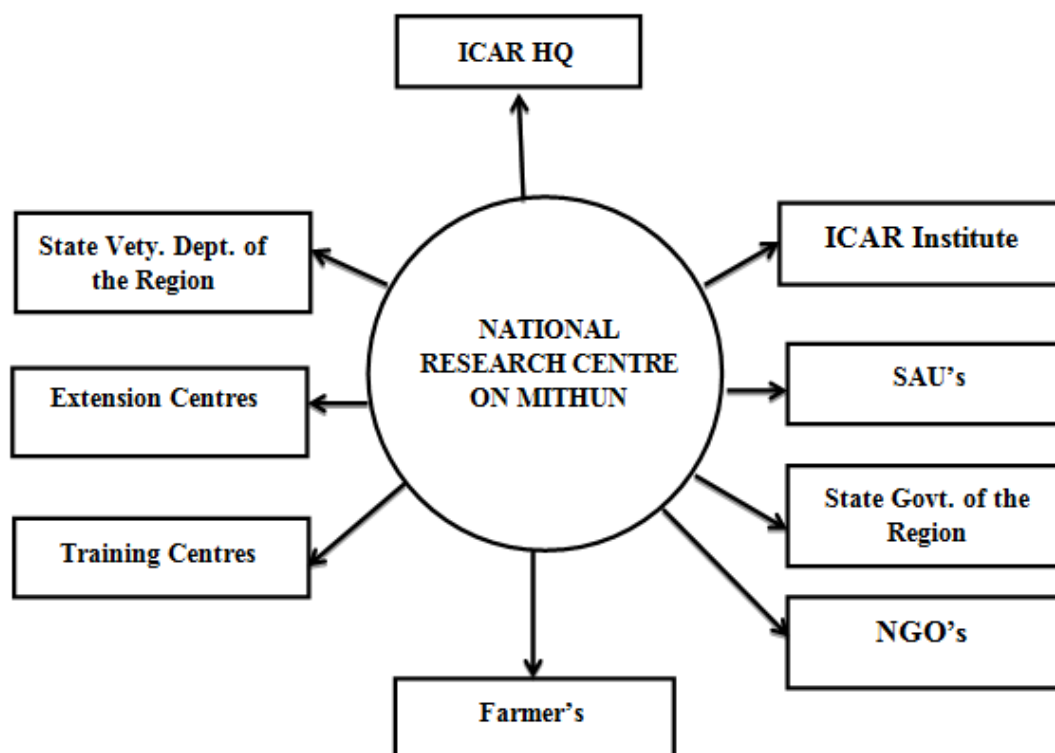 ICAR HQ
State Vety. Dept. of
the Region
ICAR Institute
NATIONAL
RESEARCH CENTRE
ON MITHUN
Extension Centres
SAU’s
Training Centres
State Govt. of the
Region
NGO’s
Farmer’s